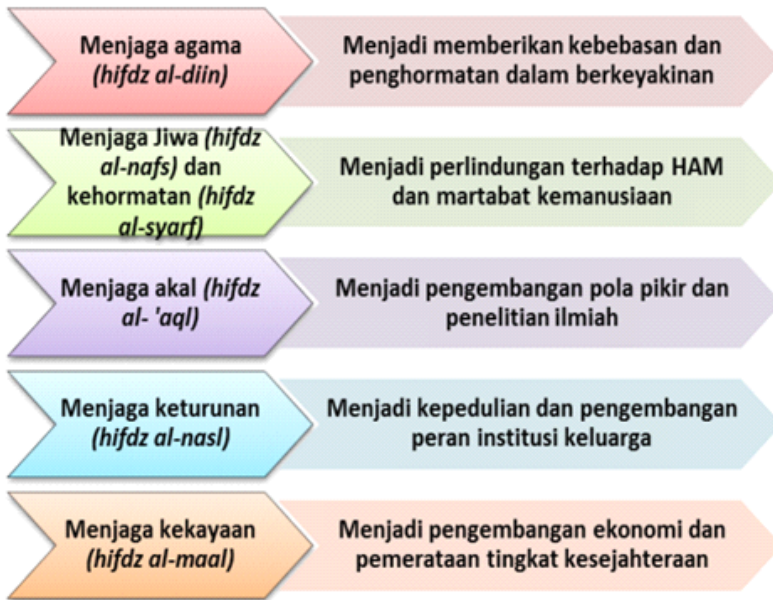 Menjaga agama
(hifdz al-diin)
Menjadi memberikan kebebasan dan
penghormatan dalam berkeyakinan
Menjaga Jiwa (hifdz
al-nafs) dan
kehormatan (hifdz
al-syarf)
Menjadi perlindungan terhadap HAM
dan martabat kemanusiaan
Menjaga akal (hifdz
al- 'aql)
Menjadi pengembangan pola pikir dan
penelitian ilmiah
Menjaga keturunan
(hifdz al-nasl)
Menjadi kepedulian dan pengembangan
peran institusi keluarga
Menjaga kekayaan
(hifdz al-maal)
Menjadi pengembangan ekonomi dan
pemerataan tingkat kesejahteraan